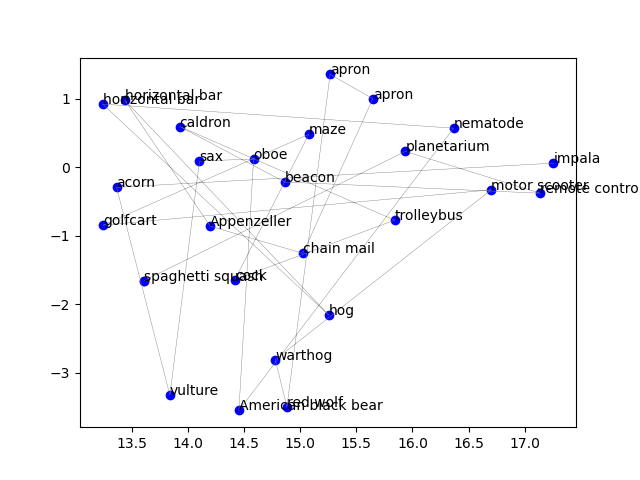 apron
apron
horizontal bar
horizontal bar
caldron
nematode
maze
planetarium
sax
oboe
impala
acorn
beacon
motor scooter
remote contro
golfcart
Appenzeller
trolleybus
chain mail
spaghetti squash
cock
hog
warthog
vulture
American black bear
red wolf
1
0
−1
−2
−3
13.5 14.0 14.5 15.0 15.5 16.0 16.5 17.0